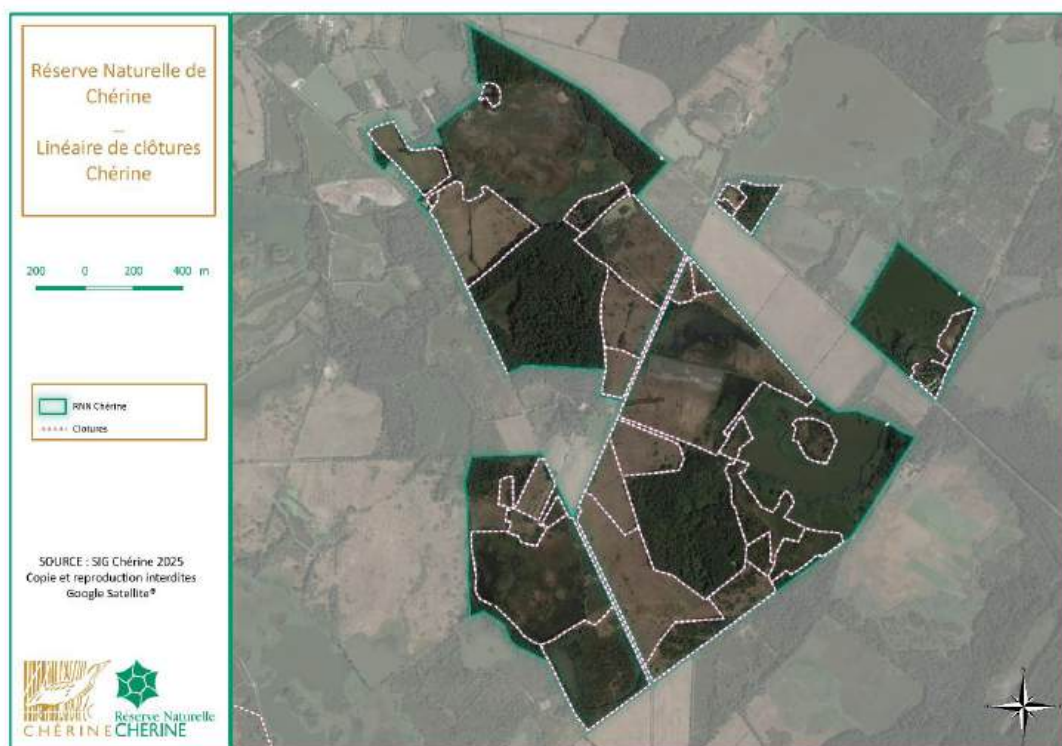 Réserve Naturelle de
Chérine
—
Linéaire de clôtures
Chérine
200 0 200 400 m
RNN Chérine
Clôtures
SOURCE : SIG Chérine 2025
Copie et reproduction interdites
Google Satellite®
CHÉRINE
Réserve Naturelle
CHERINE